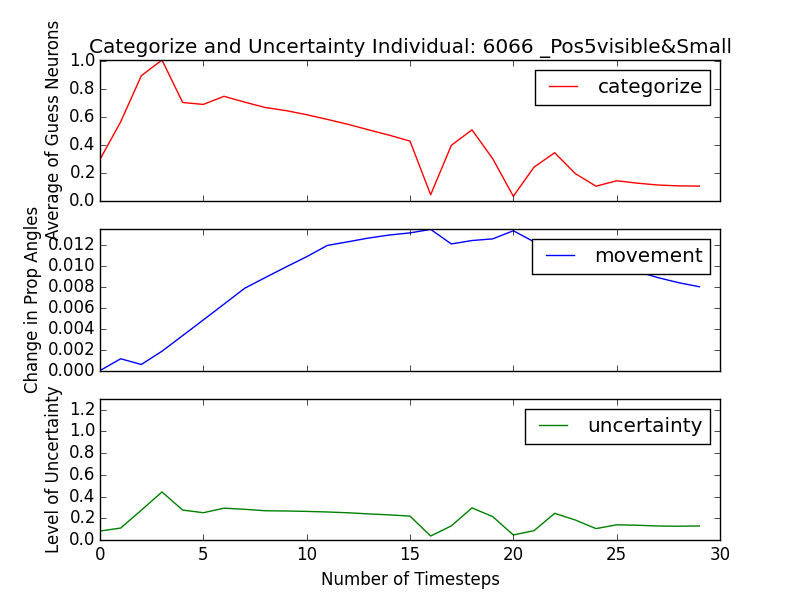 Categorize and Uncertainty Individual: 6066 _Pos5visible&Small
Average of Guess Neurons
1.0
0.8
0.6
0.4
0.2
0.0
categorize
Change in Prop Angles
0.012
0.010
0.008
0.006
0.004
0.002
0.000
movement
Level of Uncertainty
1.2
1.0
0.8
0.6
0.4
0.2
0.0
uncertainty
0 5 10 15 20 25 30
Number of Timesteps